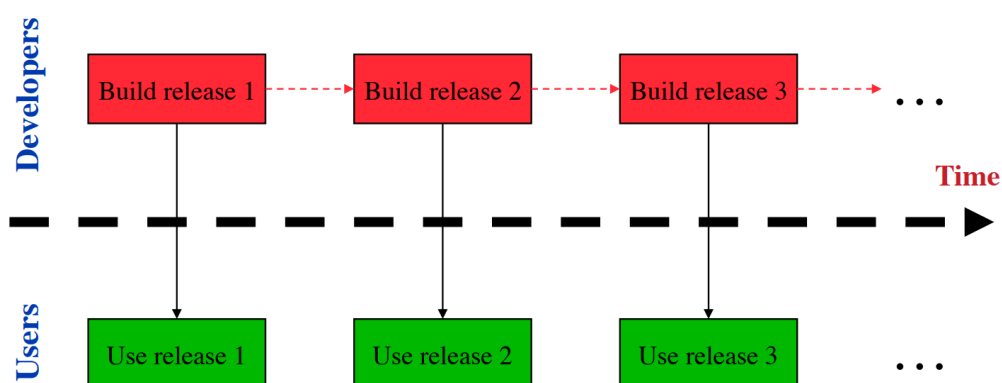 Developers
Build release 1
Build release 2
Build release 3
. . .
Time
Users
Use release 1
Use release 2
Use release 3
. . .